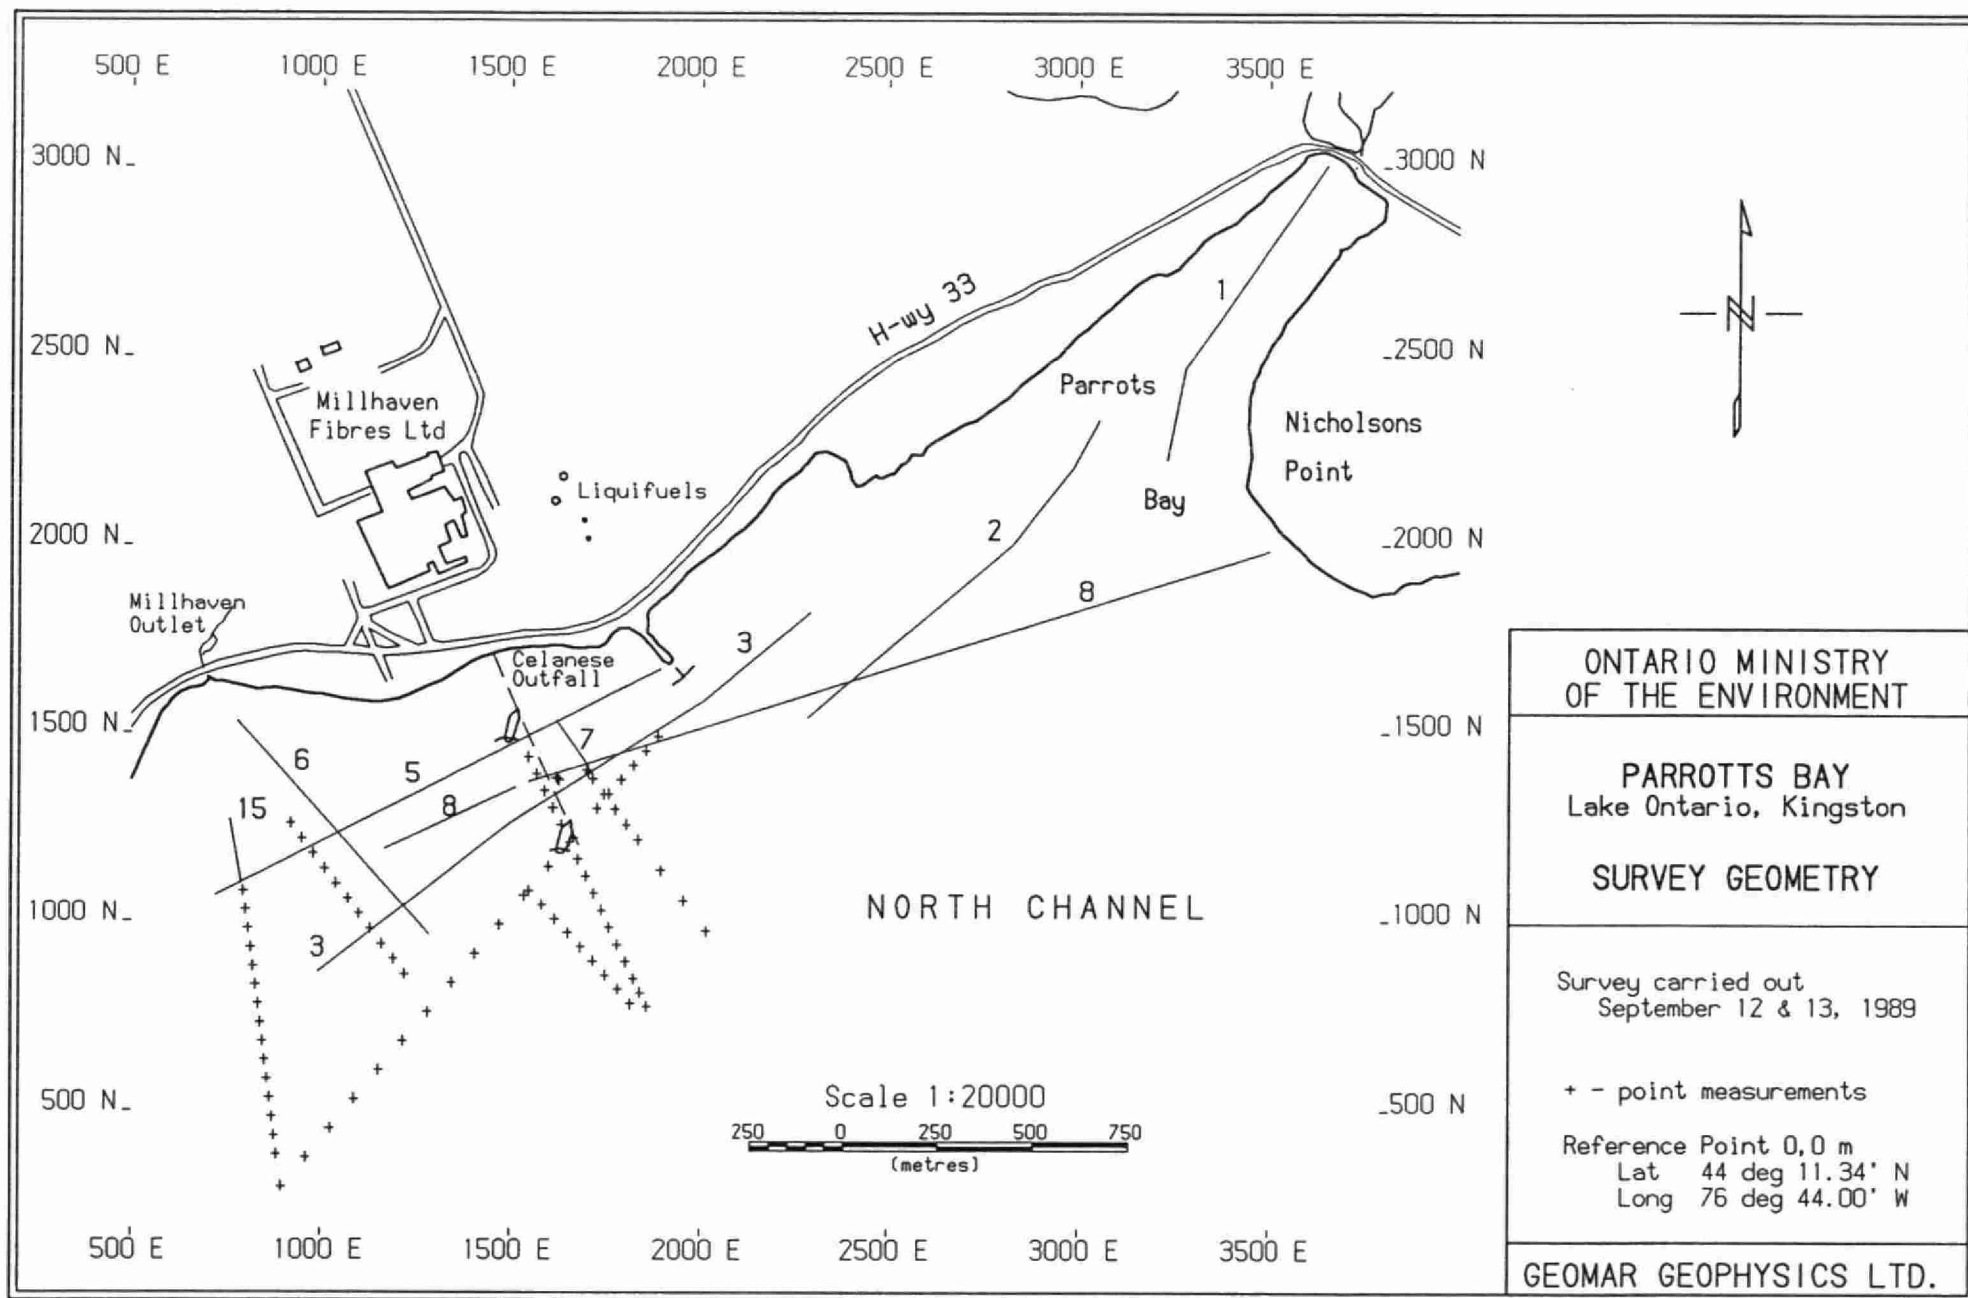 500 E 1000 E 1500 E 2000 E 2500 E 3000 E 3500 E
3000 N
3000 N
H-wy 33
1
2500 N
2500 N
Parrots
Millhaven
Fibres Ltd
Nicholsons
Point
Liquifuels
Bay
2000 N
2
2000 N
8
Millhaven
Outlet
3
Celanese
Outfall
1500 N
1500 N
6
5
7
15
8
1000 N
NORTH CHANNEL
1000 N
3
500 N
500 N
Scale 1:20000
250 0 250 500 750
(metres)
500 E 1000 E 1500 E 2000 E 2500 E 3000 E 3500 E
N
ONTARIO MINISTRY
OF THE ENVIRONMENT
PARROTTS BAY
Lake Ontario, Kingston
SURVEY GEOMETRY
Survey carried out
September 12 & 13, 1989
+ - point measurements
Reference Point 0,0 m
Lat 44 deg 11.34' N
Long 76 deg 44.00' W
GEOMAR GEOPHYSICS LTD.